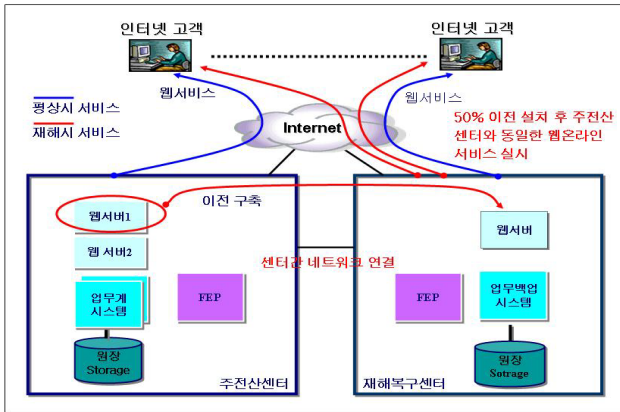 인터넷 고객
인터넷 고객
웹서비스
웹서비스
평상시 서비스
재해시 서비스
50% 이전 설치 후 주전산
센터와 동일한 웹온라인
서비스 실시
Internet
이전 구축
웹서버1
웹 서버2
웹서버
센터간 네트워크 연결
업무계
시스템
FEP
FEP
업무백업
시스템
원장
Storage
원장
Sotrage
주전산센터
재해복구센터